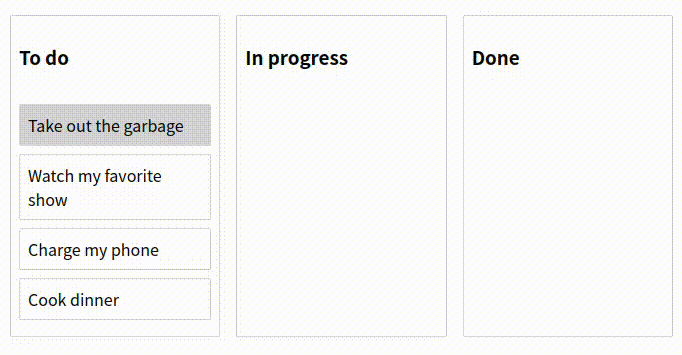 To do
Take out the garbage
Watch my favorite
show
Charge my phone
Cook dinner
In progress
Done